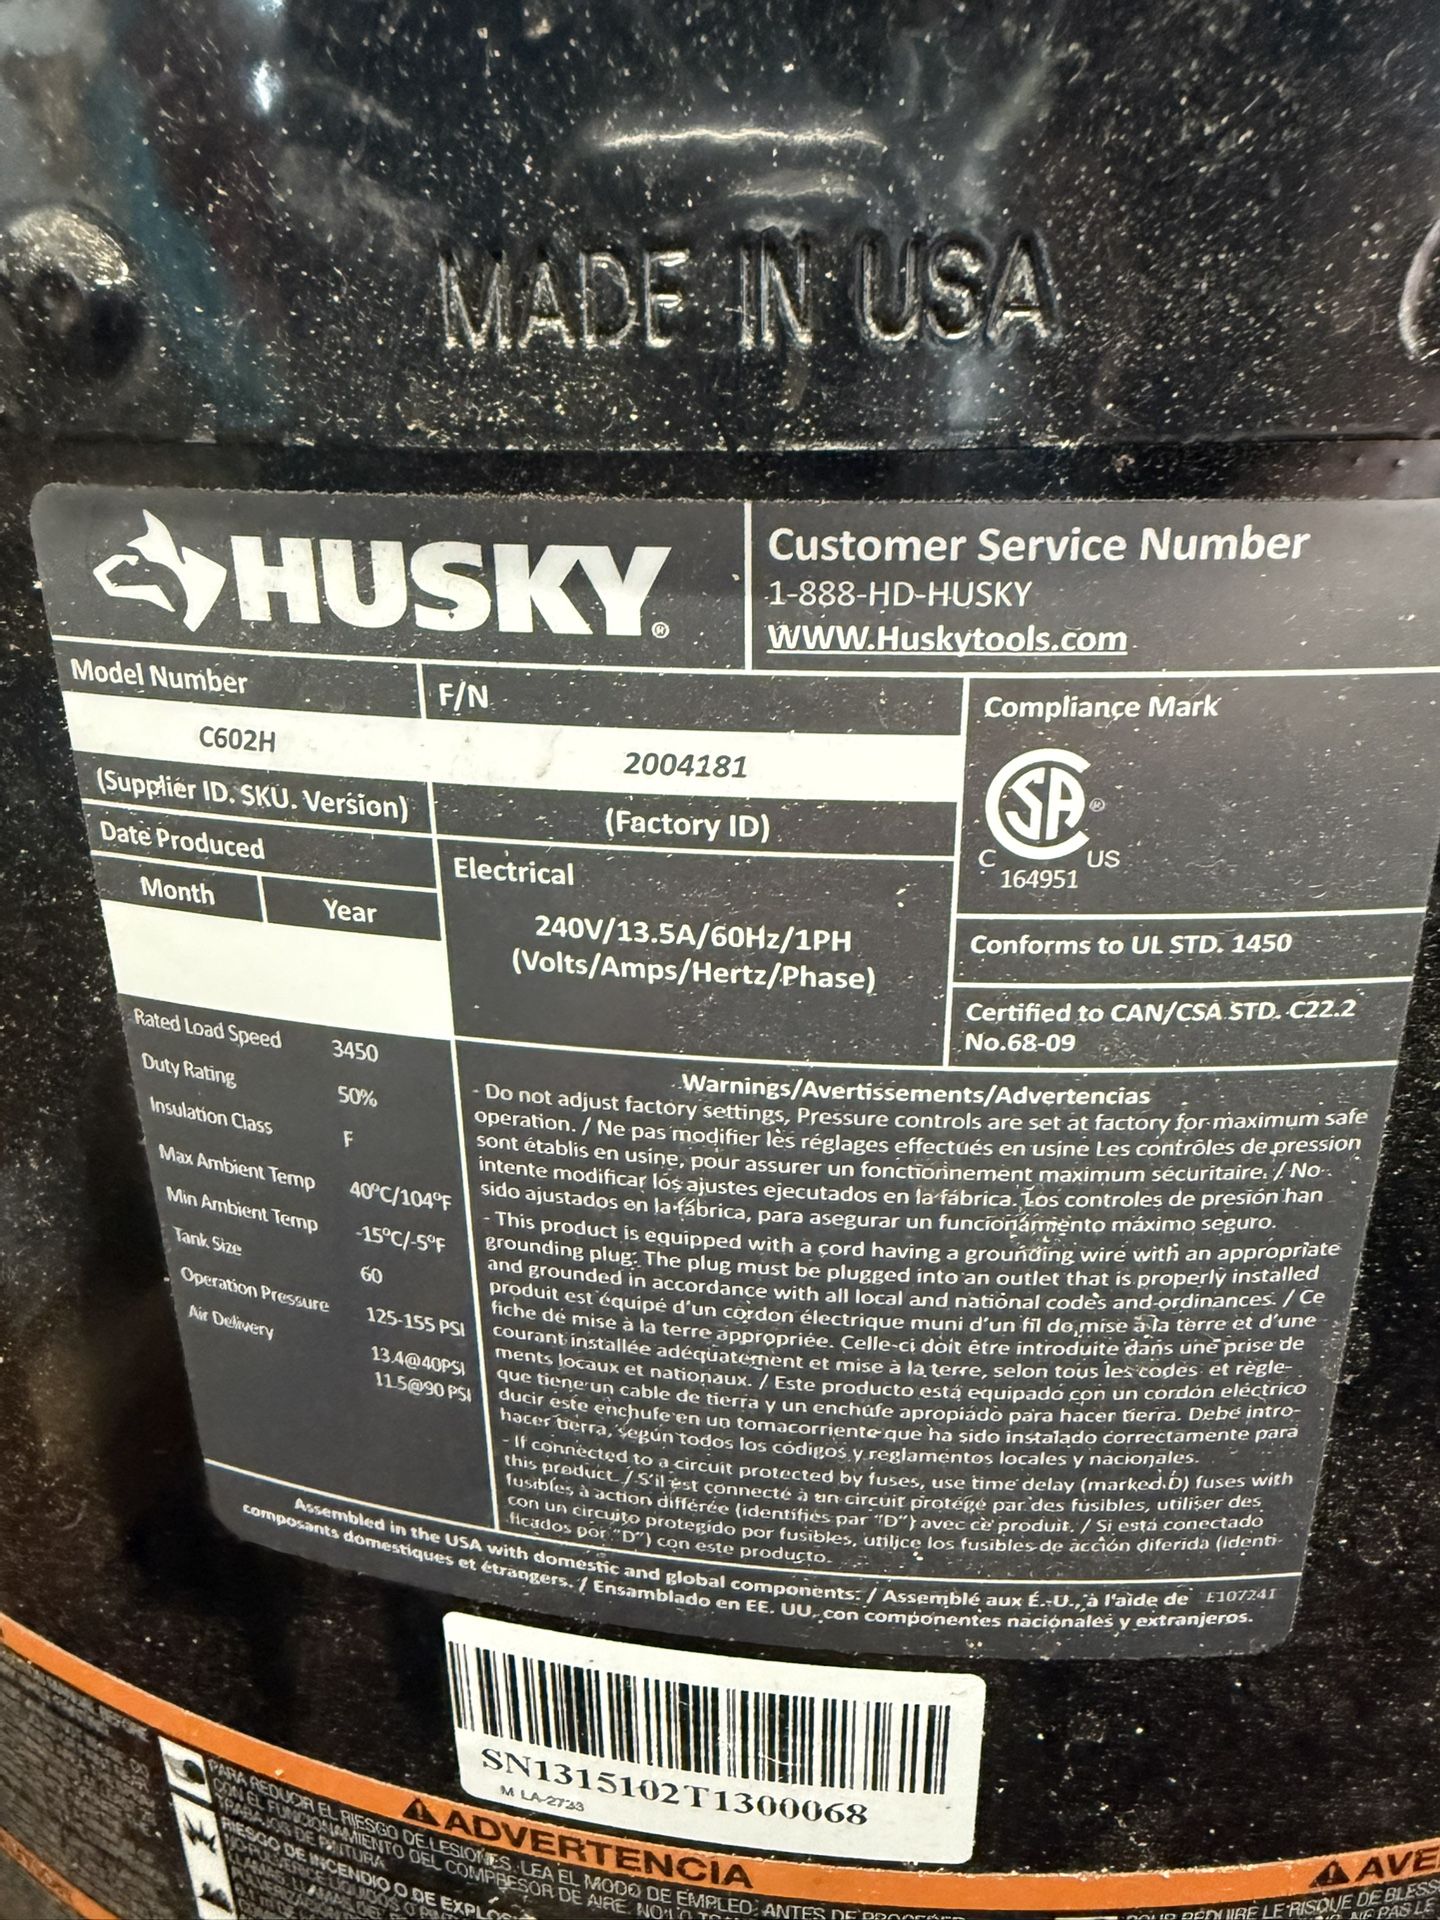 MADE IN USA
HUSKY®
Customer Service Number
1-888-HD-HUSKY
WWW.Huskytools.com
Model Number
F/N
C602H
2004181
(Supplier ID. SKU. Version)
(Factory ID)
Compliance Mark
CSA®
C US
164951
Date Produced
Month Year
Electrical
240V/13.5A/60Hz/1PH
(Volts/Amps/Hertz/Phase)
Conforms to UL STD. 1450
Certified to CAN/CSA STD. C22.2
No.68-09
Rated Load Speed 3450
Duty Rating 50%
Insulation Class F
Max Ambient Temp 40°C/104°F
Min Ambient Temp -15°C/-5°F
Tank Size 60
Operation Pressure 125-155 PSI
Air Delivery 13.4@40PSI
11.5@90 PSI
Warnings/Avertissements/Advertencias
- Do not adjust factory settings, Pressure controls are set at factory for maximum safe
operation. / Ne pas modifier les réglages effectués en usine Les contrôles de pression
sont établis en usine, pour assurer un fonctionnement maximum sécuritaire. / No
intente modificar los ajustes ejecutados en la fábrica. Los controles de presión han
sido ajustados en la fábrica, para asegurar un funcionamiento máximo seguro.
- This product is equipped with a cord having a grounding wire with an appropriate
grounding plug. The plug must be plugged into an outlet that is properly installed
and grounded in accordance with all local and national codes and ordinances. / Ce
produit est équipé d'un cordon électrique muni d'un fil do mise à la terre et d'une
fiche de mise à la terre appropriée. Celle-ci doit être introduite dans une prise de
courant installée adéquatement et mise à la terre, selon tous les codes et règle-
ments locaux et nationaux. / Este producto está equipado con un cordón eléctrico
que tiene un cable de tierra y un enchufe apropiado para hacer tierra. Debe intro-
ducir este enchufe en un tomacorriente que ha sido instalado correctamente para
hacer tierra, según todos los códigos y reglamentos locales y nacionales.
- If connected to a circuit protected by fuses, use time delay (marked D) fuses with
this product. / S'il est connecté à un circuit protégé par des fusibles, utiliser des
fusibles à action différée (identifiés par "D") avec ce produit. / Si está conectado
con un circuito protegido por fusibles, utilice los fusibles de acción diferida (identi-
ficados por "D") con este producto.
Assembled in the USA with domestic and global components. / Assemblé aux É.-U., à l'aide de
composants domestiques et étrangers. / Ensamblado en EE. UU. con componentes nacionales y extranjeros.
E107241
SN1315102T1300068
M LA-2733
ADVERTENCIA
PARA REDUCIR EL RIESGO DE LESIONES, LEA EL MODO DE EMPLEO ANTES DE
RIESGO DE INCENDIO O DE